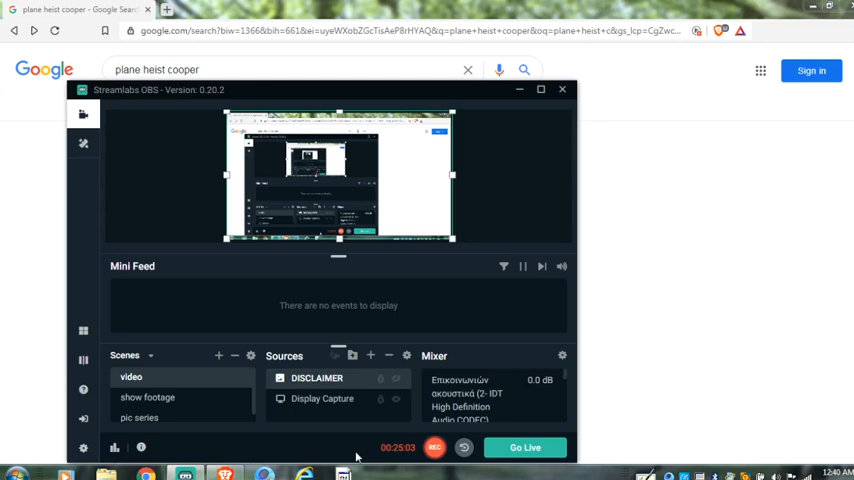 plane heist cooper - Google Sear
google.com/search?biw=1366&bih=661&ei=uyeWXobZGcTisAeP8rHYAQ&q=plane+heist+cooper&oq=plane+heist+c&gs_lcp=CgZwc...
Google
plane heist cooper
Sign in
Streamlabs OBS - Version: 0.20.2
Mini Feed
There are no events to display
Scenes
Sources
Mixer
video
show footage
pic series
DISCLAIMER
Display Capture
Επικοινωνιών 0.0 dB
ακουστικά (2- IDT
High Definition
Audio CODEC)
00:25:03
REC
Go Live
12:40 AM